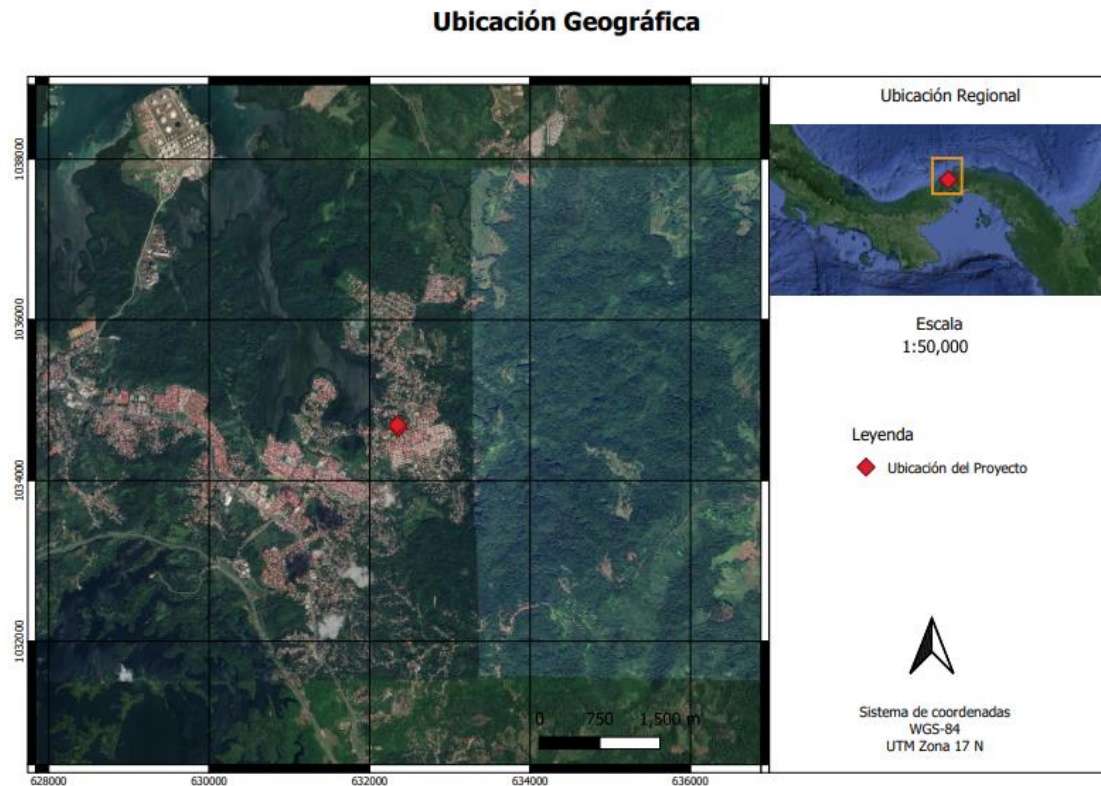 Ubicación Geográfica
Ubicación Regional
1038000
1036000
1034000
1032000
Escala
1:50,000
Leyenda
Ubicación del Proyecto
0 750 1,500 m
Sistema de coordenadas
WGS-84
UTM Zona 17 N
628000 630000 632000 634000 636000